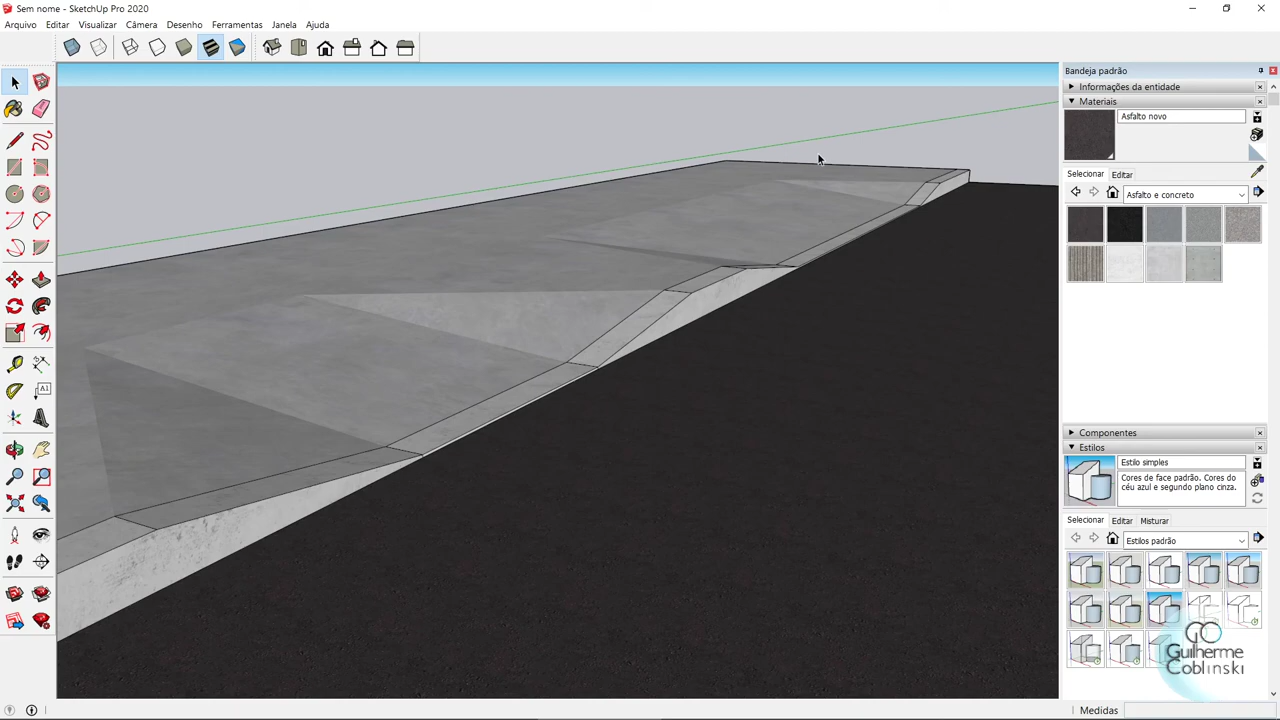 Sem nome - SketchUp Pro 2020
Arquivo Editar Visualizar Câmera Desenho Ferramentas Janela Ajuda
Bandeja padrão
Informações da entidade
Materiais
Asfalto novo
Selecionar Editar
Asfalto e concreto
A1
Componentes
Estilos
Estilo simples
Cores de face padrão. Cores do
céu azul e segundo plano cinza.
Selecionar Editar Misturar
Estilos padrão
GC
Guilherme
Coblinski
Medidas